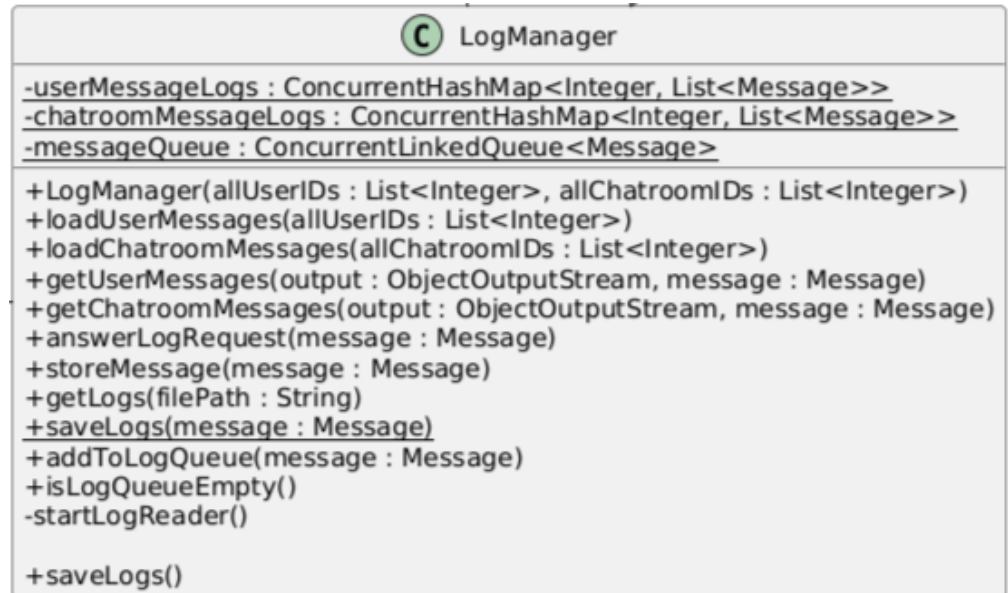 C LogManager
-userMessageLogs : ConcurrentHashMap<Integer, List<Message>>
-chatroomMessageLogs : ConcurrentHashMap<Integer, List<Message>>
-messageQueue : ConcurrentLinkedQueue<Message>
+LogManager(allUserIDs : List<Integer>, allChatroomIDs : List<Integer>)
+loadUserMessages(allUserIDs : List<Integer>)
+loadChatroomMessages(allChatroomIDs : List<Integer>)
+getUserMessages(output : ObjectOutputStream, message : Message)
+getChatroomMessages(output : ObjectOutputStream, message : Message)
+answerLogRequest(message : Message)
+storeMessage(message : Message)
+getLogs(filePath : String)
+saveLogs(message : Message)
+addToLogQueue(message : Message)
+isLogQueueEmpty()
-startLogReader()
+saveLogs()